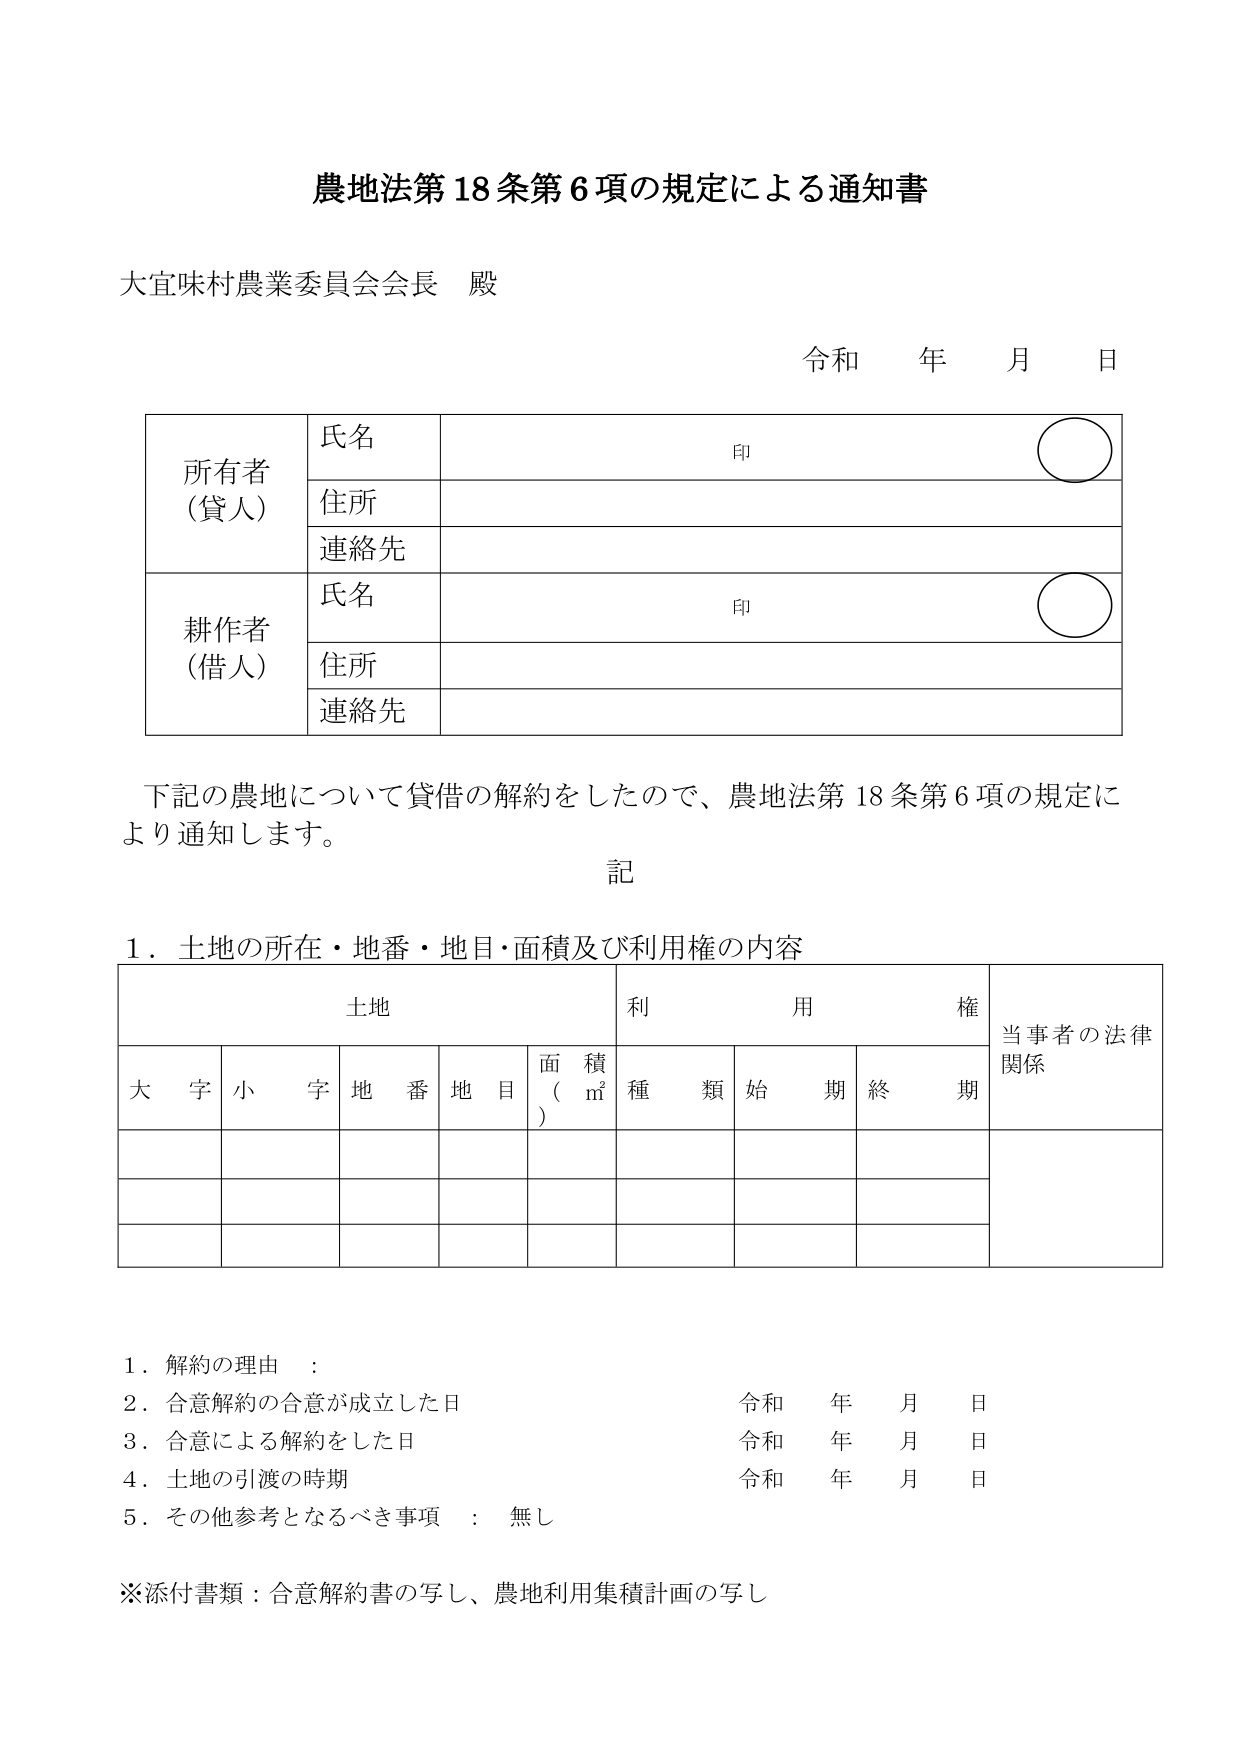 農地法第18条第6項の規定による通知書
大宜味村農業委員会会長　殿
令和　　年　　月　　日
所有者
（貸人）
氏名
印
住所
連絡先
耕作者
（借人）
氏名
印
住所
連絡先
下記の農地について貸借の解約をしたので、農地法第18条第6項の規定に
より通知します。
記
１．土地の所在・地番・地目･面積及び利用権の内容
土地
利用権
当事者の法律
関係
大字
小字
地番
地目
面積
（㎡
）
種類
始期
終期
１．解約の理由　：
２．合意解約の合意が成立した日　令和　　年　　月　　日
３．合意による解約をした日　令和　　年　　月　　日
４．土地の引渡の時期　令和　　年　　月　　日
５．その他参考となるべき事項　：　無し
※添付書類：合意解約書の写し、農地利用集積計画の写し